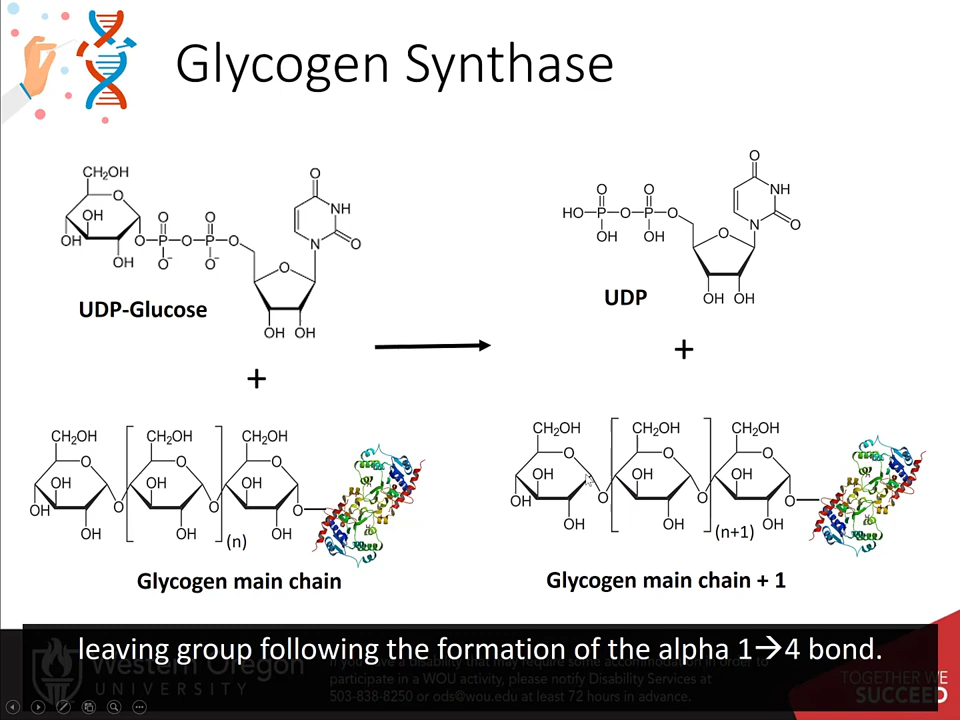 Glycogen Synthase
CH₂OH
O
OH
OH
OH
O
O
P
O
P
O
O
O⁻
O⁻
O
O
NH
N
O
OH OH
UDP-Glucose
+
O
O
HO
P
O
P
O
OH
OH
O
NH
N
O
O
OH OH
UDP
+
CH₂OH
CH₂OH
CH₂OH
O
O
O
OH
OH
OH
OH
O
O
O
OH
OH
OH
(n)
Glycogen main chain
CH₂OH
CH₂OH
CH₂OH
O
O
O
OH
OH
OH
OH
O
O
O
OH
OH
OH
(n+1)
Glycogen main chain + 1
leaving group following the formation of the alpha 1→4 bond.
Western Oregon
UNIVERSITY
If you have a disability that may require some accommodation in order to
participate in a WOU activity, please notify Disability Services at
503-838-8250 or ods@wou.edu at least 72 hours in advance.
TOGETHER WE
SUCCEED